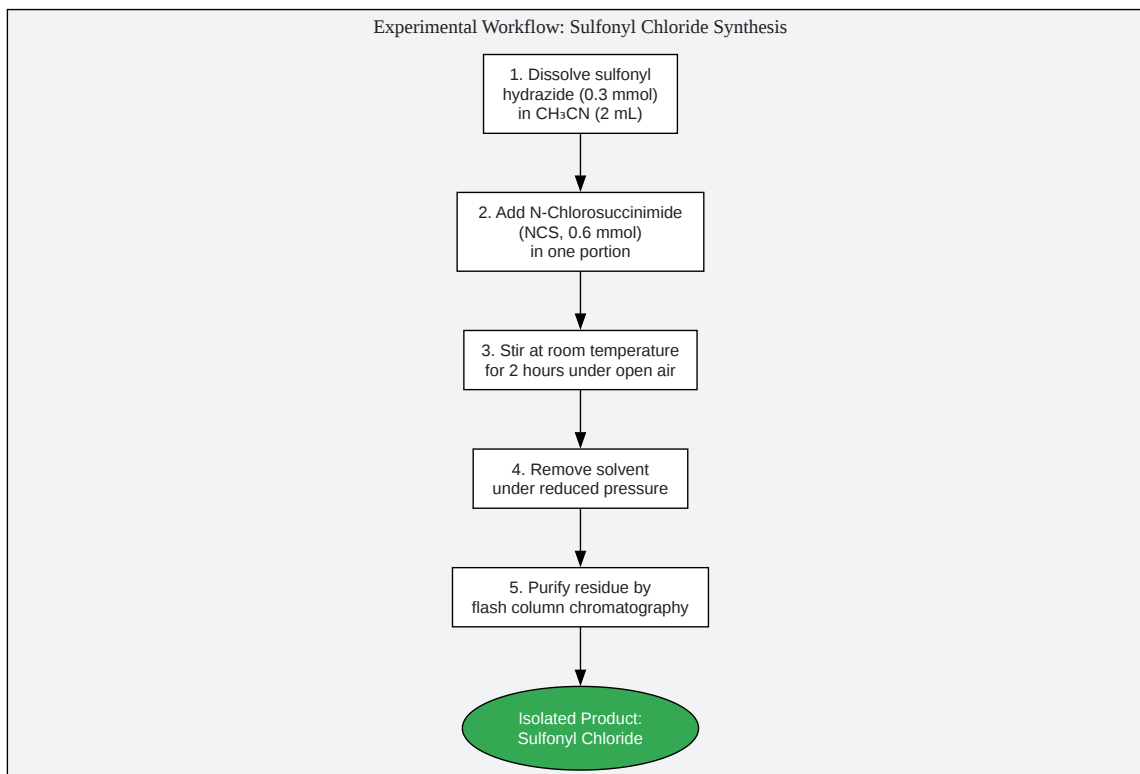 Experimental Workflow: Sulfonyl Chloride Synthesis
1. Dissolve sulfonyl
hydrazide (0.3 mmol)
in CH₃CN (2 mL)
2. Add N-Chlorosuccinimide
(NCS, 0.6 mmol)
in one portion
3. Stir at room temperature
for 2 hours under open air
4. Remove solvent
under reduced pressure
5. Purify residue by
flash column chromatography
Isolated Product:
Sulfonyl Chloride